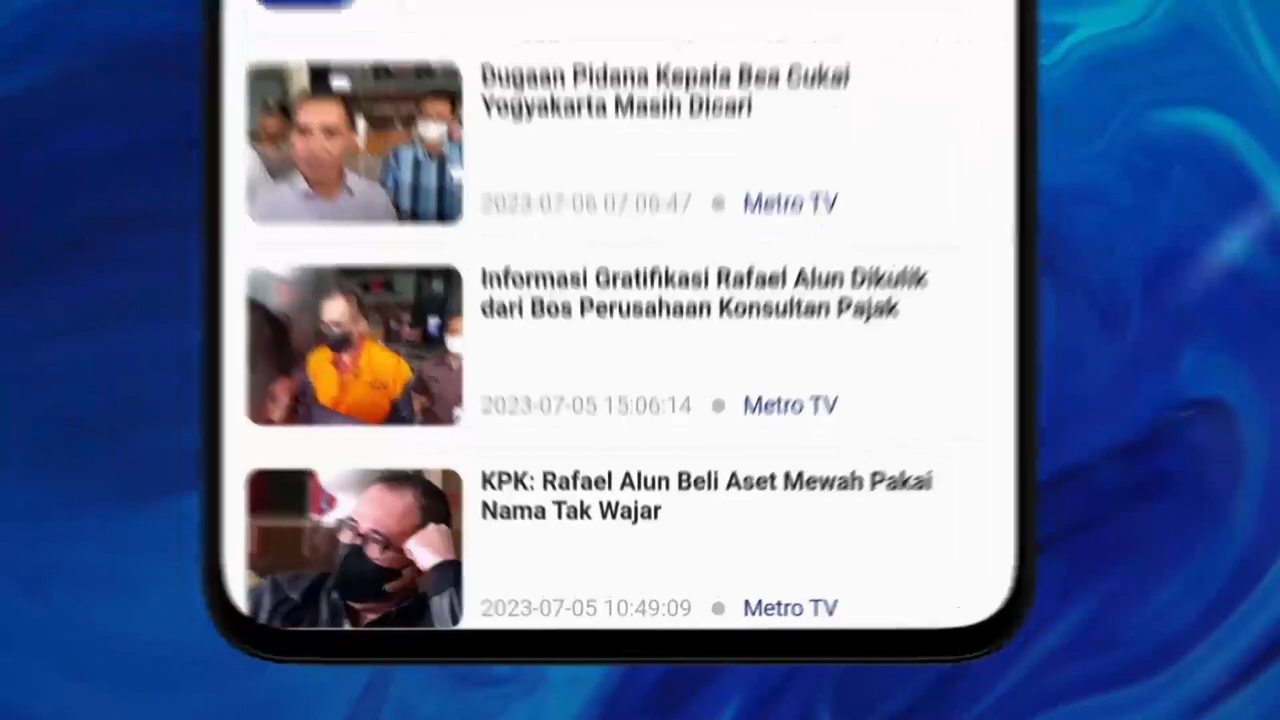 Dugaan Pidana Kepala Bea Cukai
Yogyakarta Masih Dicari
2023-07-06 07:06:47 Metro TV
Informasi Gratifikasi Rafael Alun Dikulik
dari Bos Perusahaan Konsultan Pajak
2023-07-05 15:06:14 Metro TV
KPK: Rafael Alun Beli Aset Mewah Pakai
Nama Tak Wajar
2023-07-05 10:49:09 Metro TV